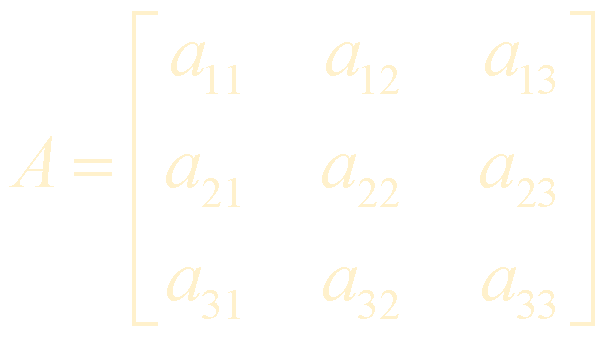 A = [ a₁₁ a₁₂ a₁₃
a₂₁ a₂₂ a₂₃
a₃₁ a₃₂ a₃₃ ]